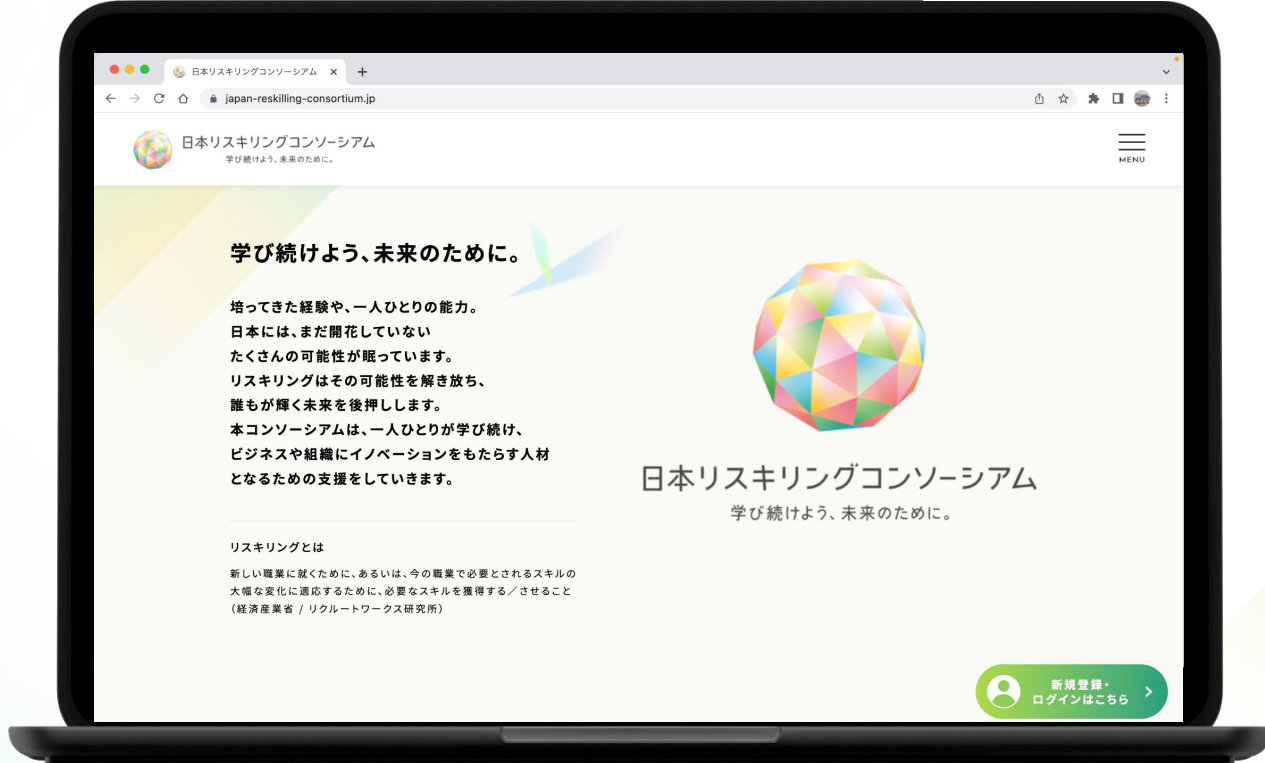 日本リスキリングコンソーシアム
japan-reskilling-consortium.jp
日本リスキリングコンソーシアム
学び続けよう、未来のために。
MENU
学び続けよう、未来のために。
培ってきた経験や、一人ひとりの能力。
日本には、まだ開花していない
たくさんの可能性が眠っています。
リスキリングはその可能性を解き放ち、
誰もが輝く未来を後押しします。
本コンソーシアムは、一人ひとりが学び続け、
ビジネスや組織にイノベーションをもたらす人材
となるための支援をしていきます。
リスキリングとは
新しい職業に就くために、あるいは、今の職業で必要とされるスキルの
大幅な変化に適応するために、必要なスキルを獲得する／させること
（経済産業省 / リクルートワークス研究所）
日本リスキリングコンソーシアム
学び続けよう、未来のために。
新規登録・
ログインはこちら